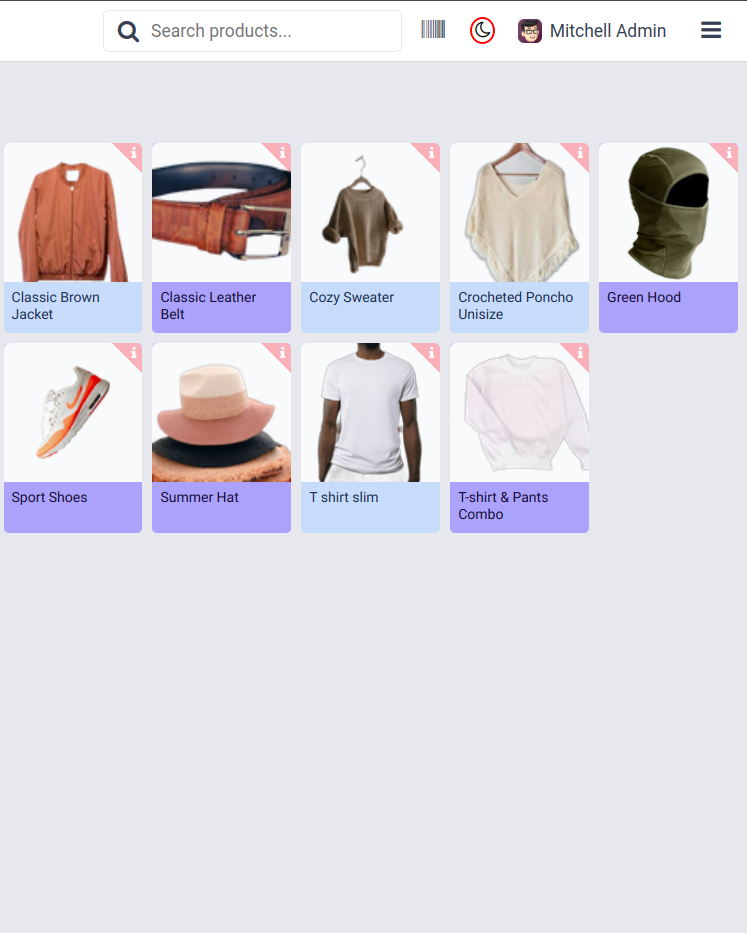 Search products...
Mitchell Admin
Classic Brown
Jacket
Classic Leather
Belt
Cozy Sweater
Crocheted Poncho
Unisize
Green Hood
Sport Shoes
Summer Hat
T shirt slim
T-shirt & Pants
Combo